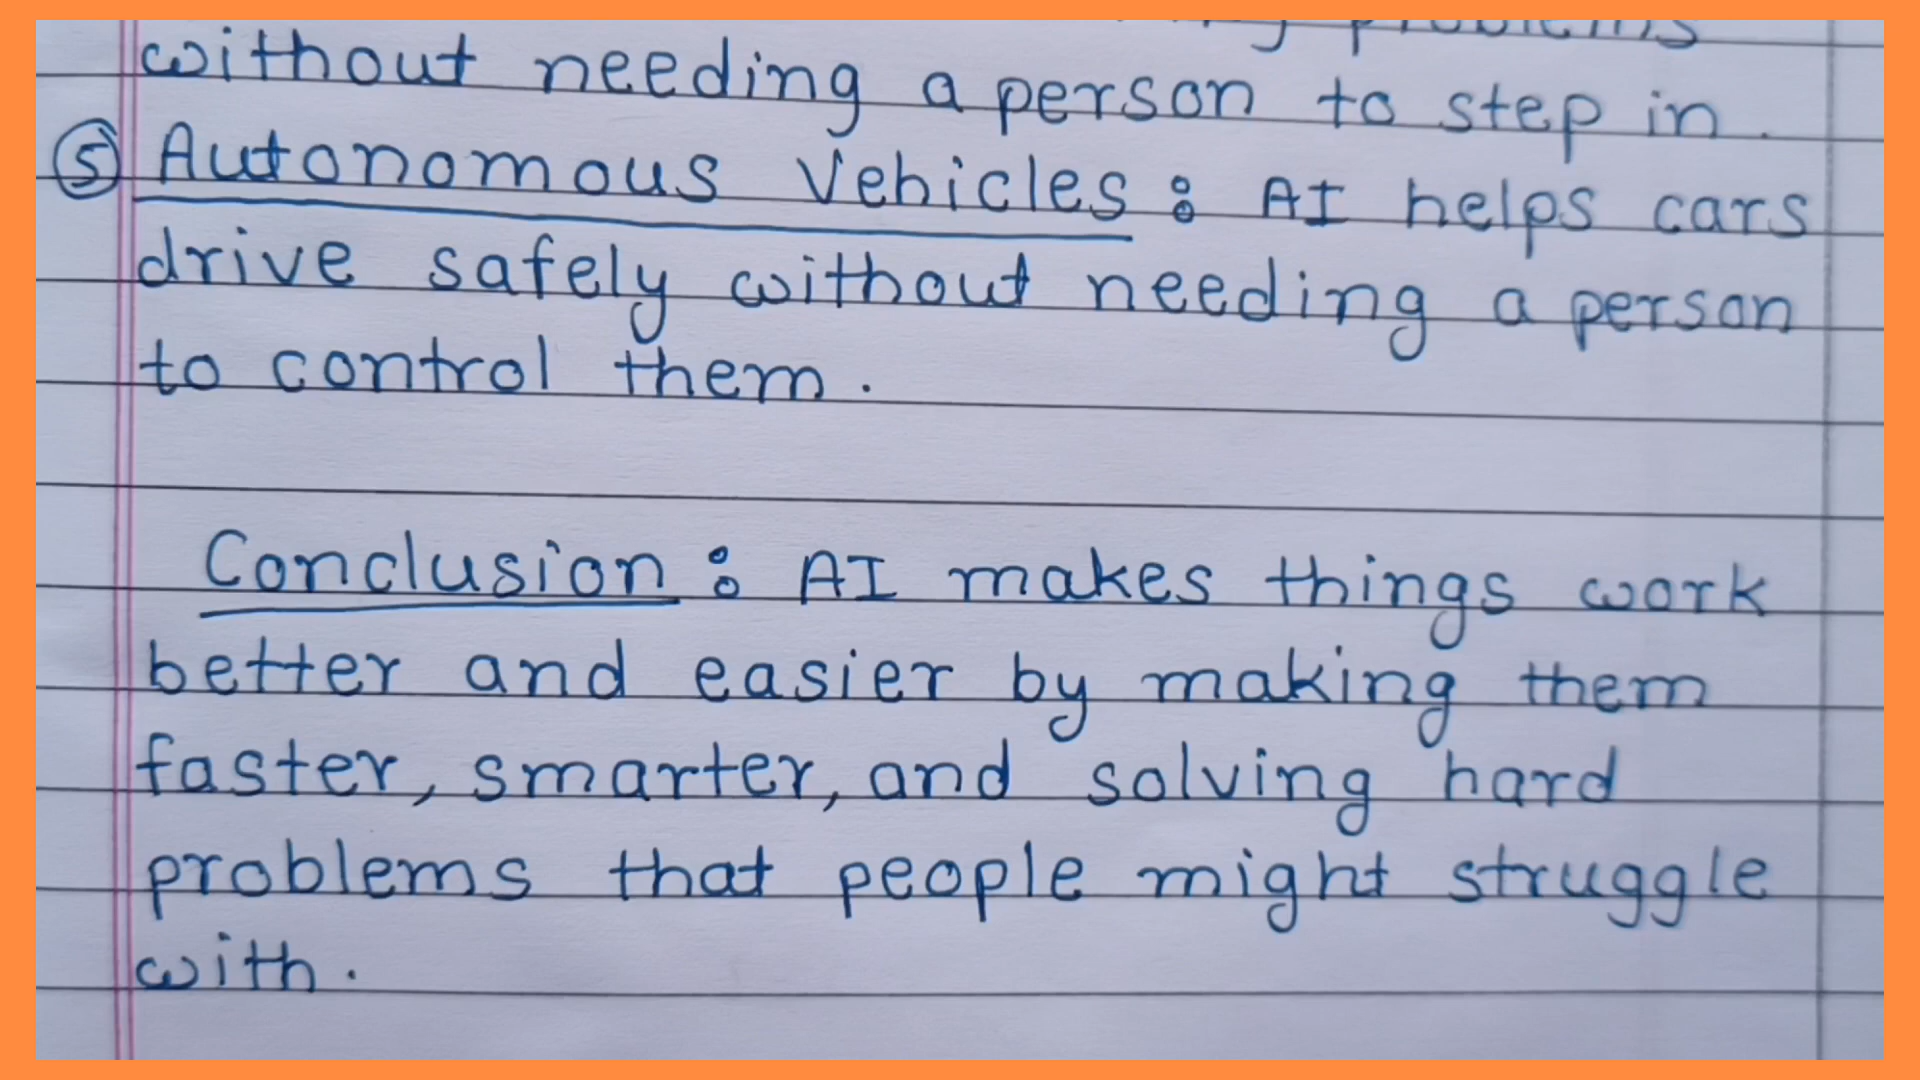 problems
without needing a person to step in.
⑤ Autonomous Vehicles : AI helps cars
drive safely without needing a person
to control them.
Conclusion : AI makes things work
better and easier by making them
faster, smarter, and solving hard
problems that people might struggle
with.